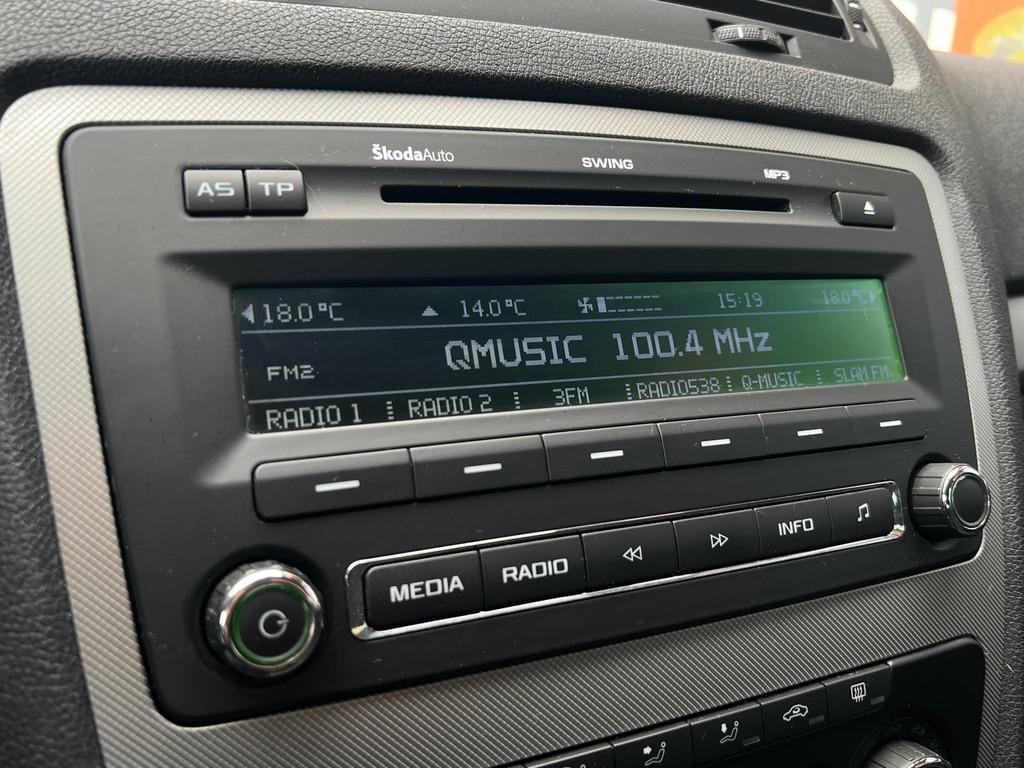 ŠkodaAuto SWING MP3
AS TP
18.0°C 14.0°C 15:19 18.0°C
QMUSIC 100.4 MHz
FM2
RADIO 1 RADIO 2 3FM RADIO538 Q-MUSIC SLAM FM
MEDIA RADIO INFO